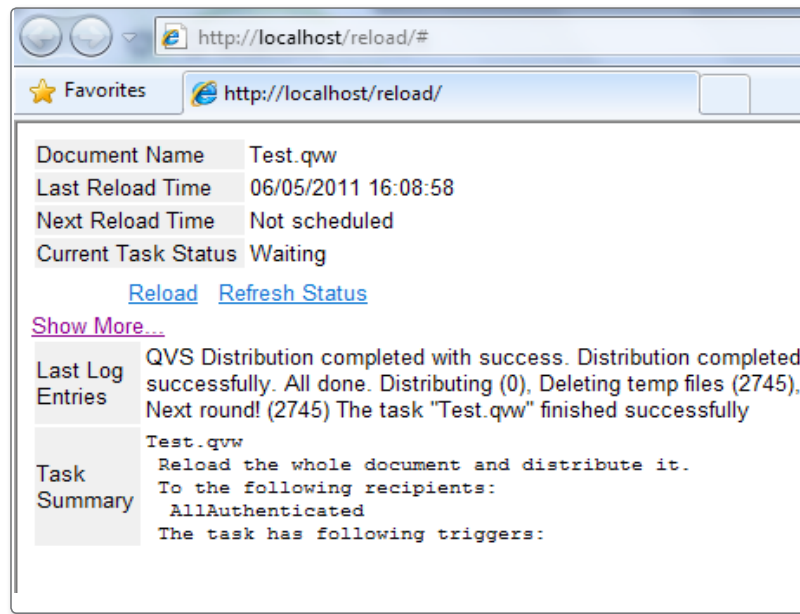 http://localhost/reload/#
Favorites
http://localhost/reload/
Document Name Test.qvw
Last Reload Time 06/05/2011 16:08:58
Next Reload Time Not scheduled
Current Task Status Waiting
Reload Refresh Status
Show More...
Last Log Entries
QVS Distribution completed with success. Distribution completed
successfully. All done. Distributing (0), Deleting temp files (2745),
Next round! (2745) The task "Test.qvw" finished successfully
Task Summary
Test.qvw
Reload the whole document and distribute it.
To the following recipients:
AllAuthenticated
The task has following triggers: